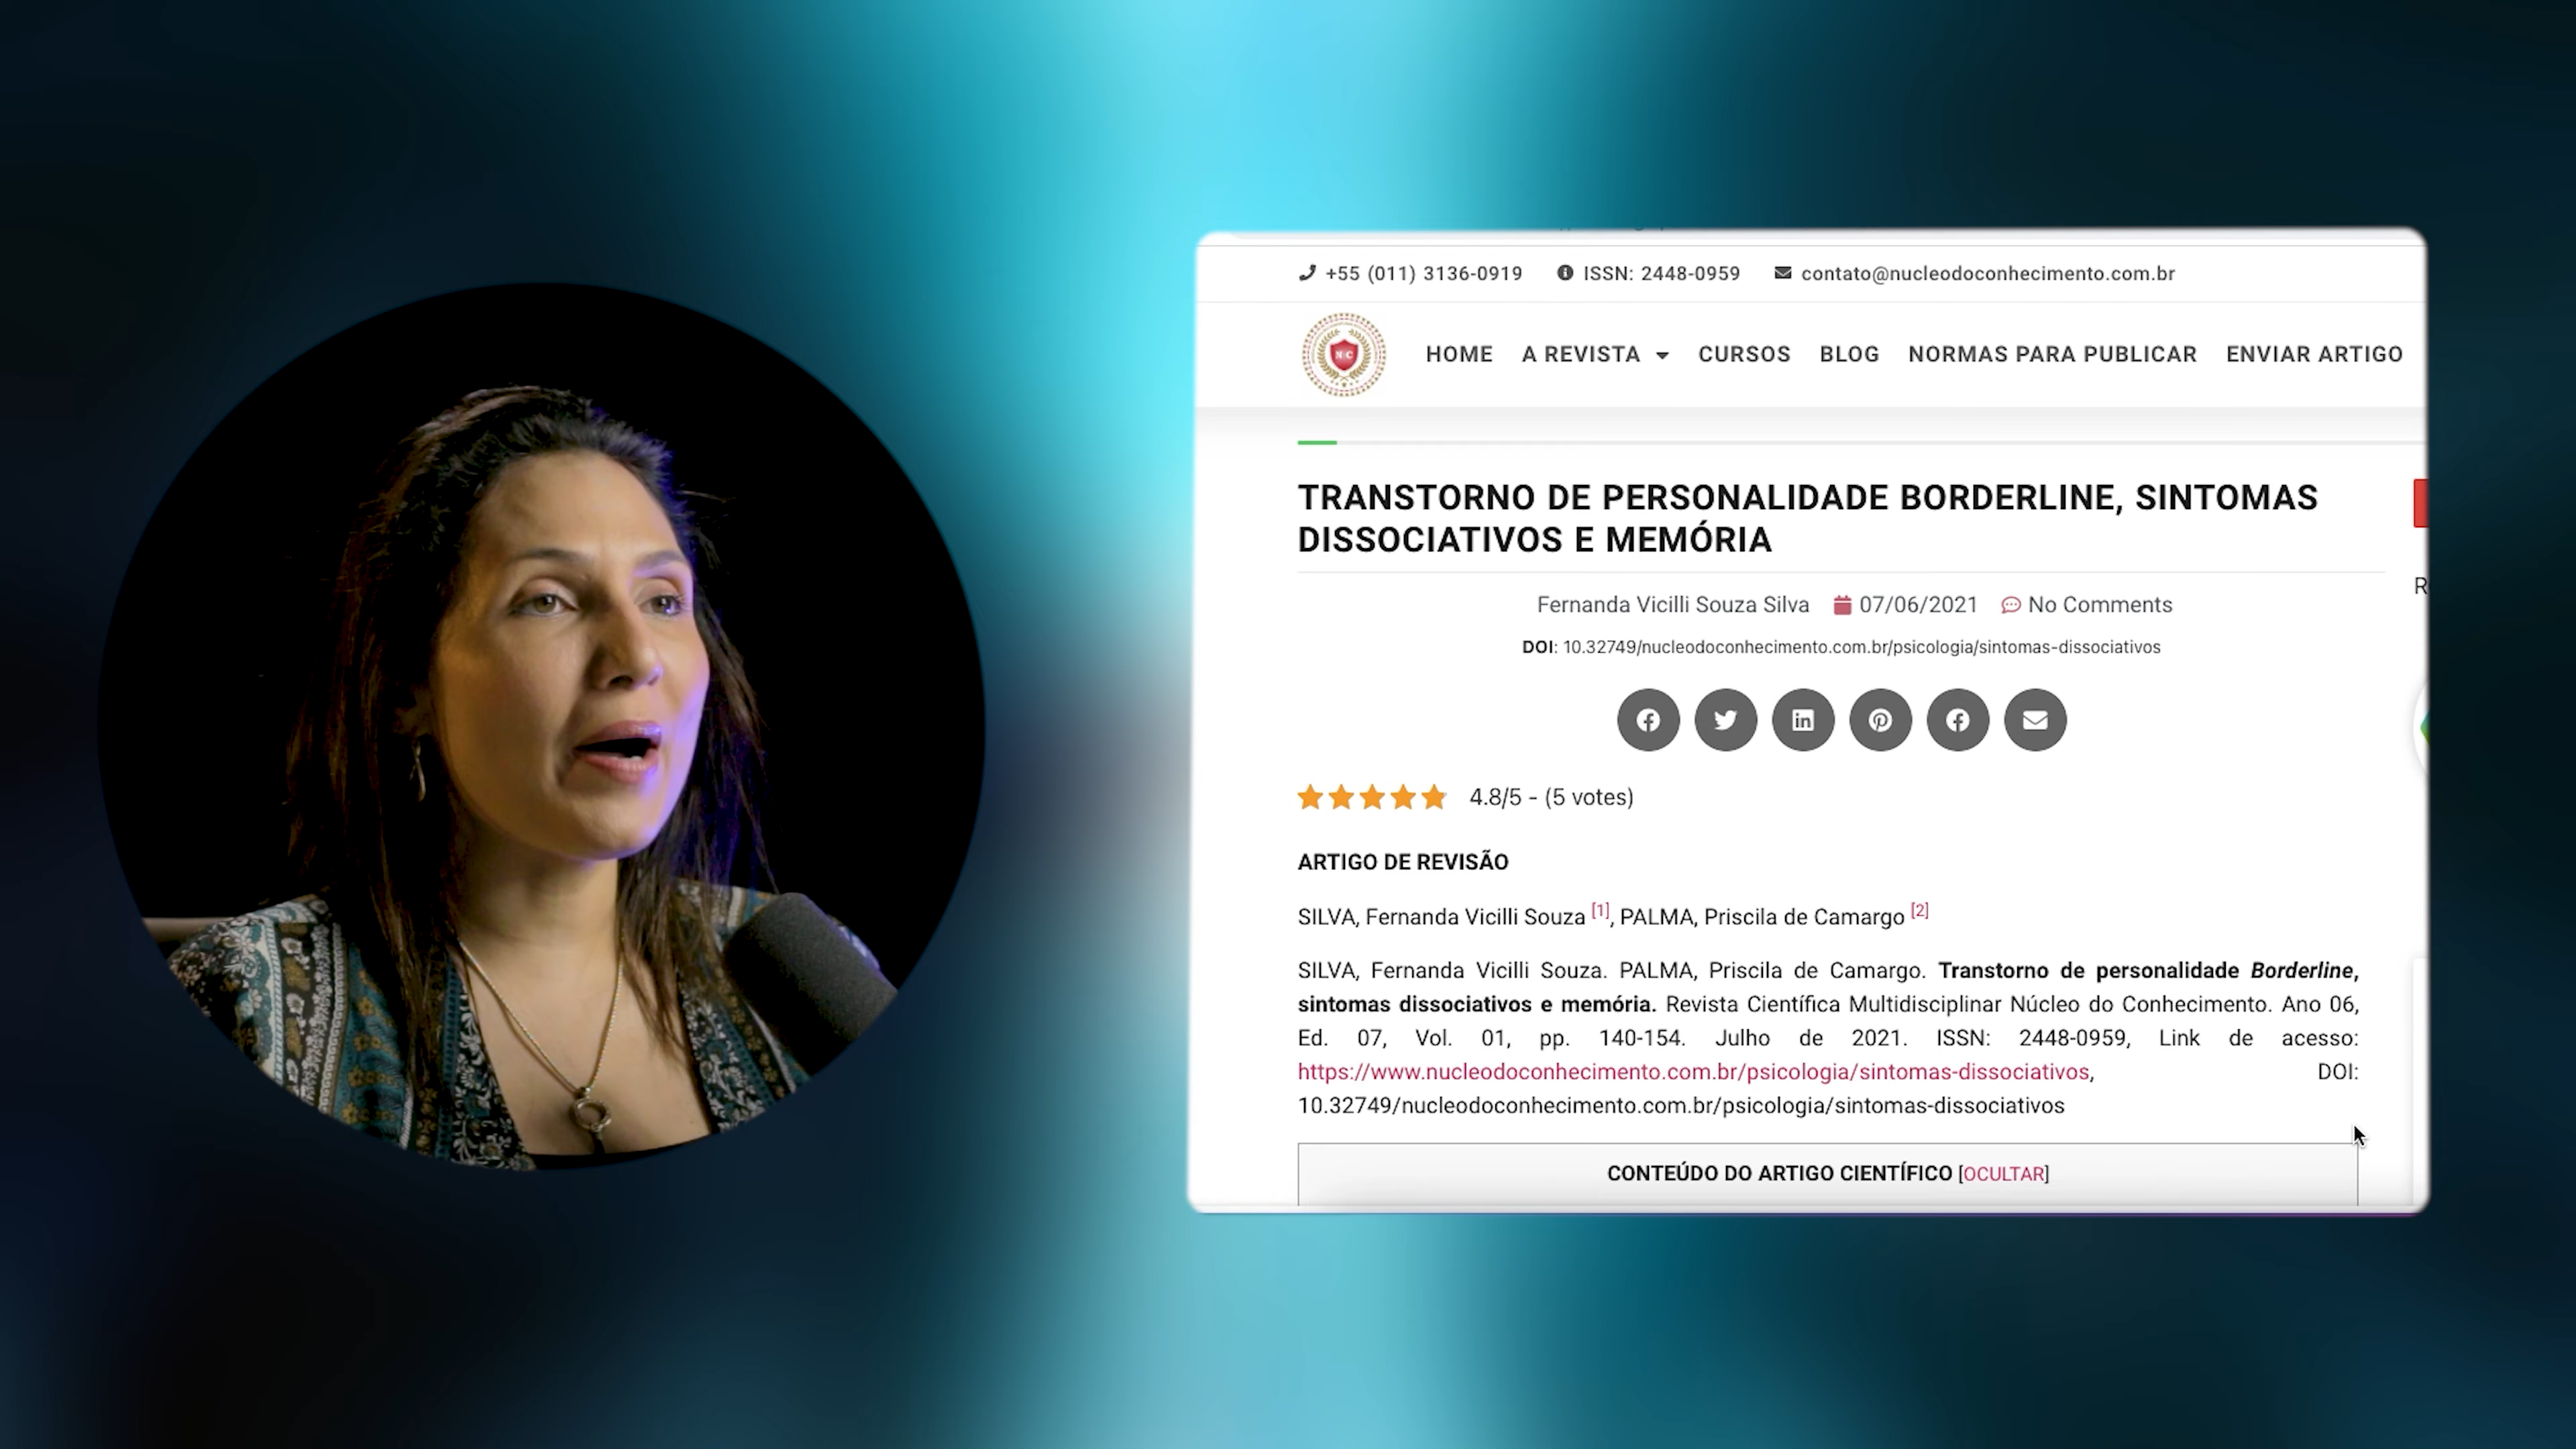 +55 (011) 3136-0919 ISSN: 2448-0959 contato@nucleodoconhecimento.com.br
N C
HOME A REVISTA CURSOS BLOG NORMAS PARA PUBLICAR ENVIAR ARTIGO
TRANSTORNO DE PERSONALIDADE BORDERLINE, SINTOMAS
DISSOCIATIVOS E MEMÓRIA
Fernanda Vicilli Souza Silva 07/06/2021 No Comments
DOI: 10.32749/nucleodoconhecimento.com.br/psicologia/sintomas-dissociativos
4.8/5 - (5 votes)
ARTIGO DE REVISÃO
SILVA, Fernanda Vicilli Souza [1], PALMA, Priscila de Camargo [2]
SILVA, Fernanda Vicilli Souza. PALMA, Priscila de Camargo. Transtorno de personalidade Borderline,
sintomas dissociativos e memória. Revista Científica Multidisciplinar Núcleo do Conhecimento. Ano 06,
Ed. 07, Vol. 01, pp. 140-154. Julho de 2021. ISSN: 2448-0959, Link de acesso:
https://www.nucleodoconhecimento.com.br/psicologia/sintomas-dissociativos, DOI:
10.32749/nucleodoconhecimento.com.br/psicologia/sintomas-dissociativos
CONTEÚDO DO ARTIGO CIENTÍFICO [OCULTAR]